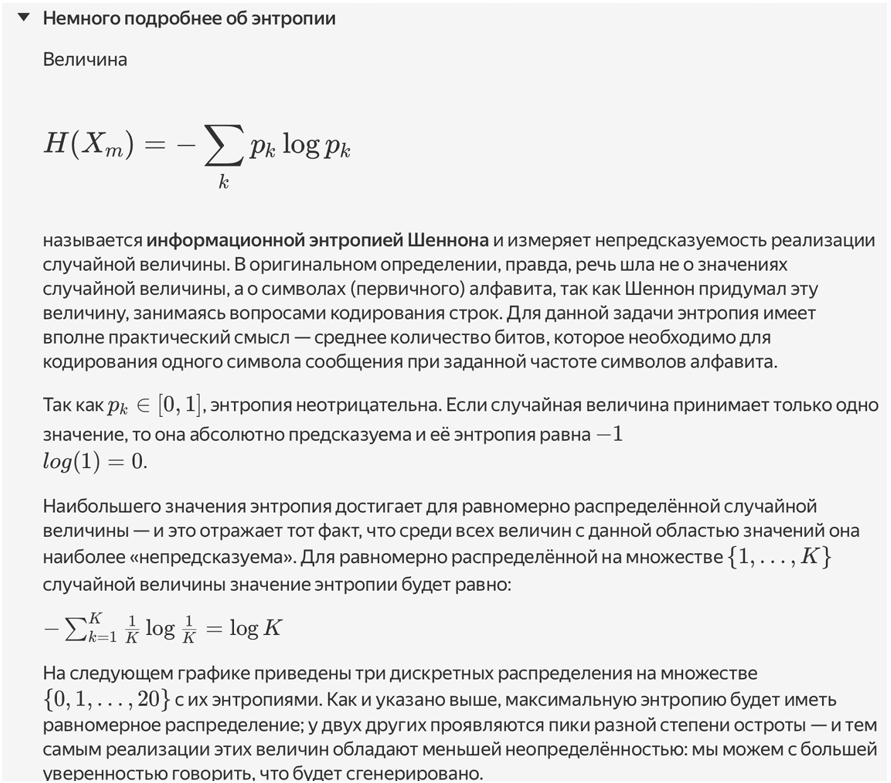 Немного подробнее об энтропии
Величина
H(X_m) = − ∑_k p_k log p_k
называется информационной энтропией Шеннона и измеряет непредсказуемость реализации
случайной величины. В оригинальном определении, правда, речь шла не о значениях
случайной величины, а о символах (первичного) алфавита, так как Шеннон придумал эту
величину, занимаясь вопросами кодирования строк. Для данной задачи энтропия имеет
вполне практический смысл — среднее количество битов, которое необходимо для
кодирования одного символа сообщения при заданной частоте символов алфавита.
Так как p_k ∈ [0, 1], энтропия неотрицательна. Если случайная величина принимает только одно
значение, то она абсолютно предсказуема и её энтропия равна −1
log(1) = 0.
Наибольшего значения энтропия достигает для равномерно распределённой случайной
величины — и это отражает тот факт, что среди всех величин с данной областью значений она
наиболее «непредсказуема». Для равномерно распределённой на множестве {1, . . . , K}
случайной величины значение энтропии будет равно:
− ∑_{k=1}^{K} 1/K log 1/K = log K
На следующем графике приведены три дискретных распределения на множестве
{0, 1, . . . , 20} с их энтропиями. Как и указано выше, максимальную энтропию будет иметь
равномерное распределение; у двух других проявляются пики разной степени остроты — и тем
самым реализации этих величин обладают меньшей неопределённостью: мы можем с большей
уверенностью говорить, что будет сгенерировано.